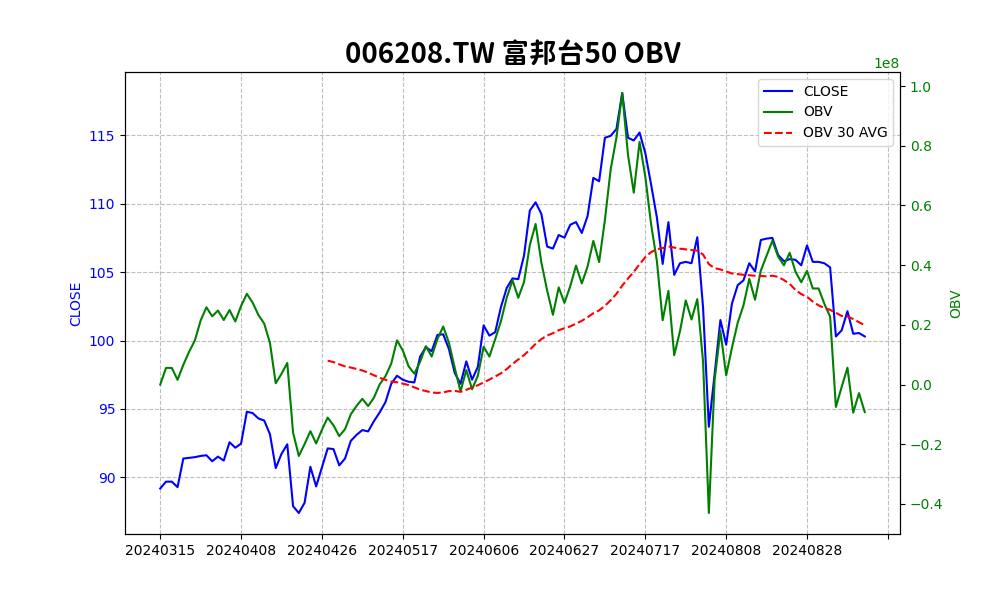 006208.TW 富邦台50 OBV
1e8
CLOSE
OBV
OBV 30 AVG
115
110
105
100
95
90
CLOSE
1.0
0.8
0.6
0.4
0.2
0.0
−0.2
−0.4
OBV
20240315 20240408 20240426 20240517 20240606 20240627 20240717 20240808 20240828